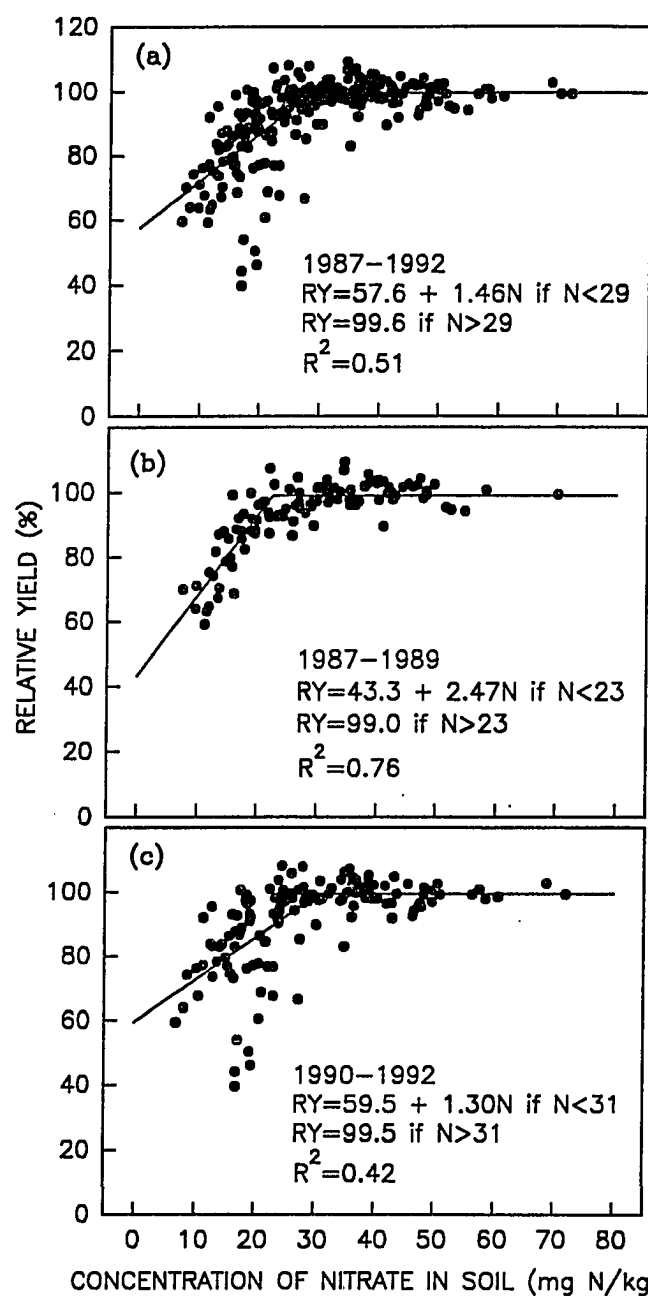 120
(a)
100
80
60
40
20
0
1987–1992
RY=57.6 + 1.46N if N<29
RY=99.6 if N>29
R²=0.51
(b)
100
80
60
40
20
0
1987–1989
RY=43.3 + 2.47N if N<23
RY=99.0 if N>23
R²=0.76
RELATIVE YIELD (%)
(c)
100
80
60
40
20
0
1990–1992
RY=59.5 + 1.30N if N<31
RY=99.5 if N>31
R²=0.42
0 10 20 30 40 50 60 70 80
CONCENTRATION OF NITRATE IN SOIL (mg N/kg